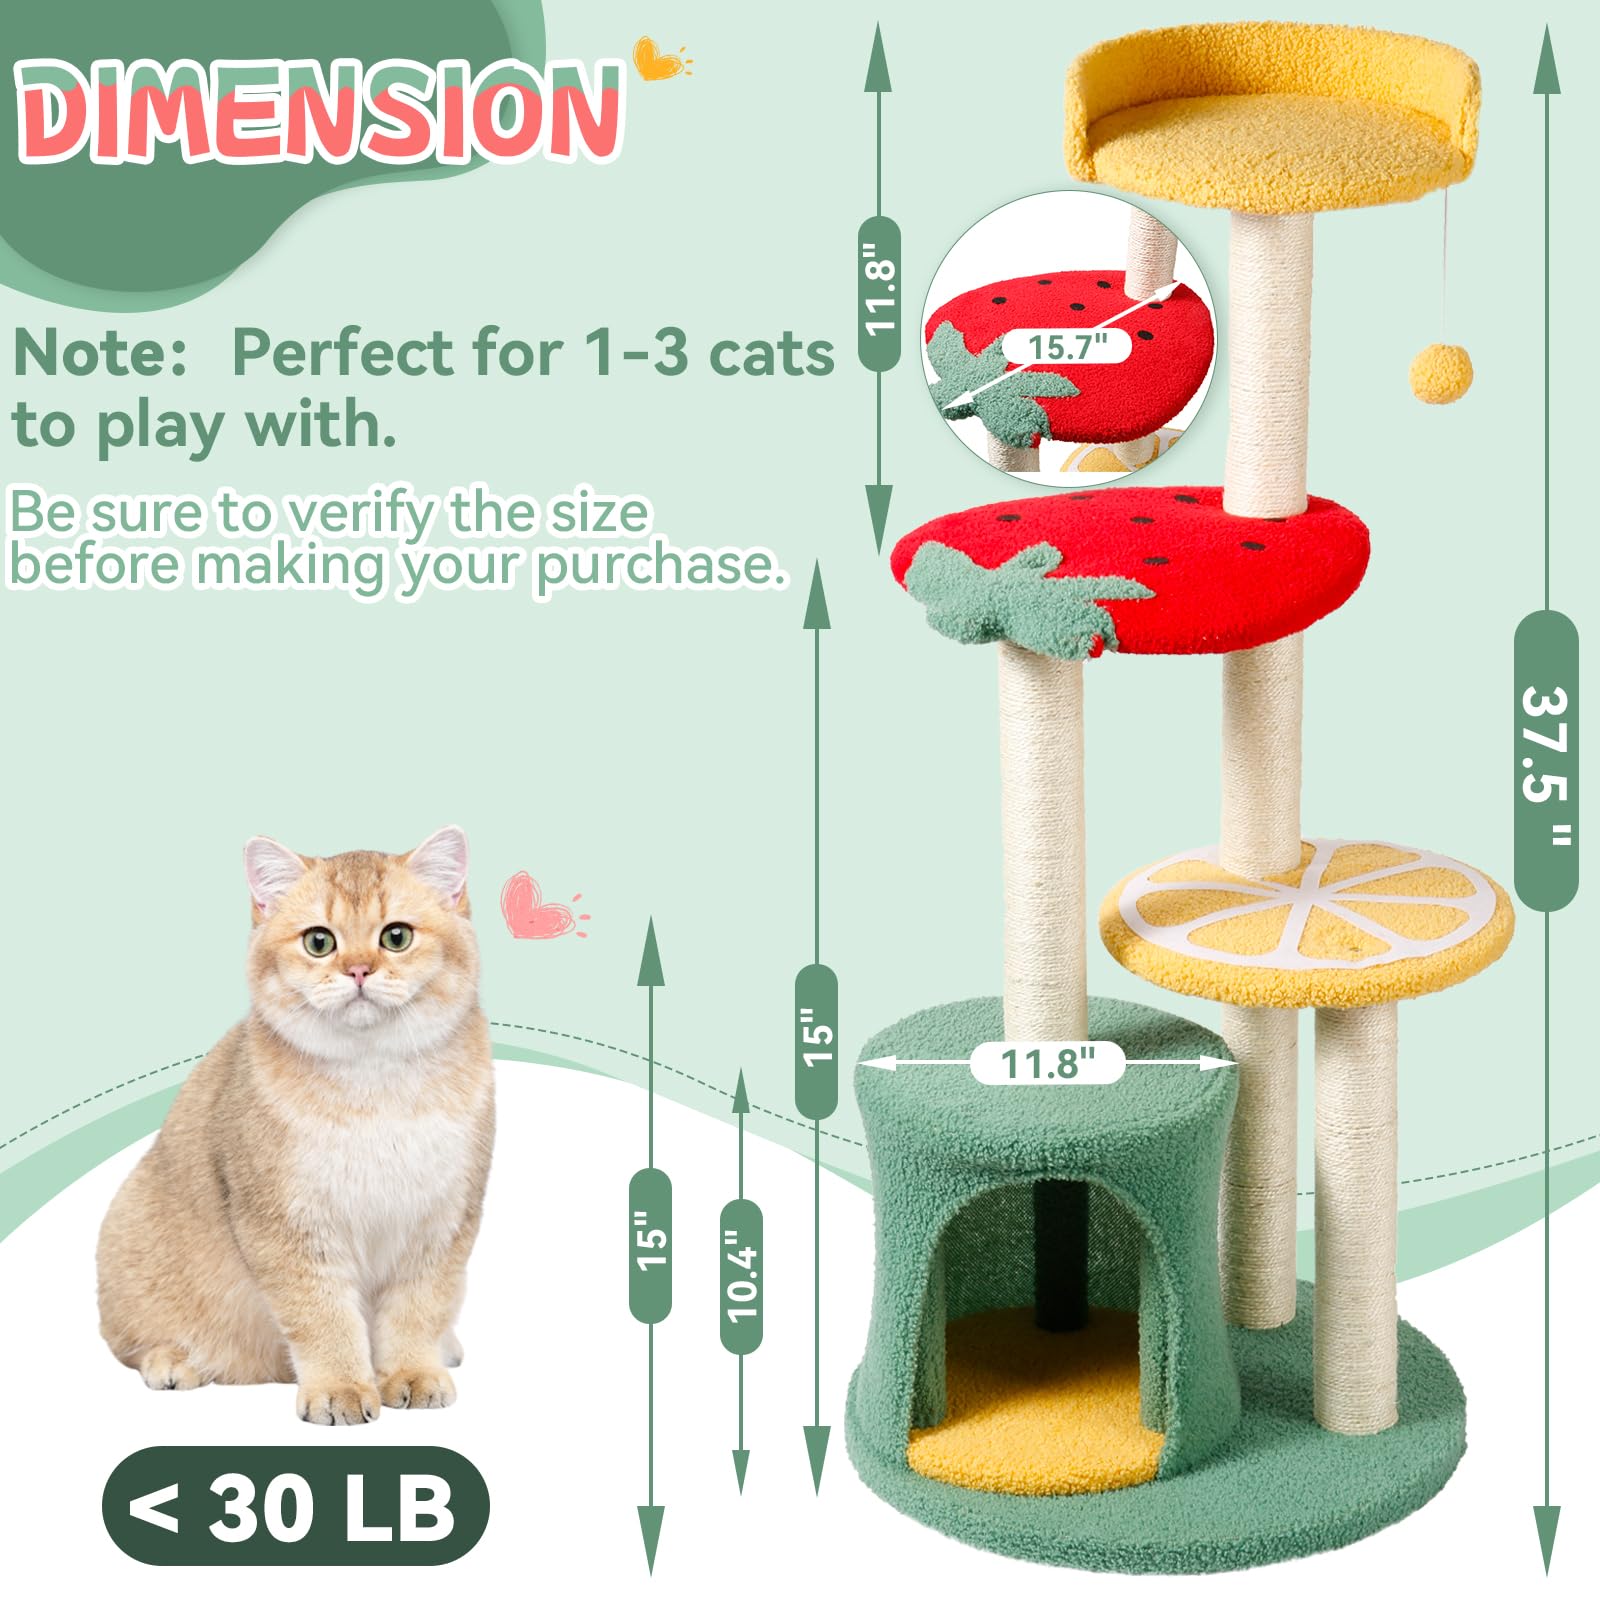 DIMENSION
Note: Perfect for 1-3 cats
to play with.
Be sure to verify the size
before making your purchase.
11.8"
15.7"
37.5 "
15"
11.8"
15"
10.4"
< 30 LB